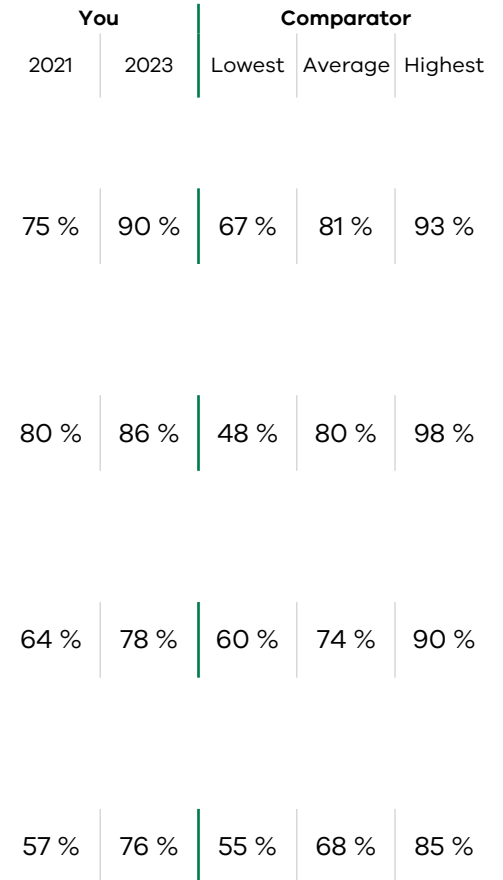 You Comparator
2021 2023 Lowest Average Highest
75 % 90 % 67 % 81 % 93 %
80 % 86 % 48 % 80 % 98 %
64 % 78 % 60 % 74 % 90 %
57 % 76 % 55 % 68 % 85 %